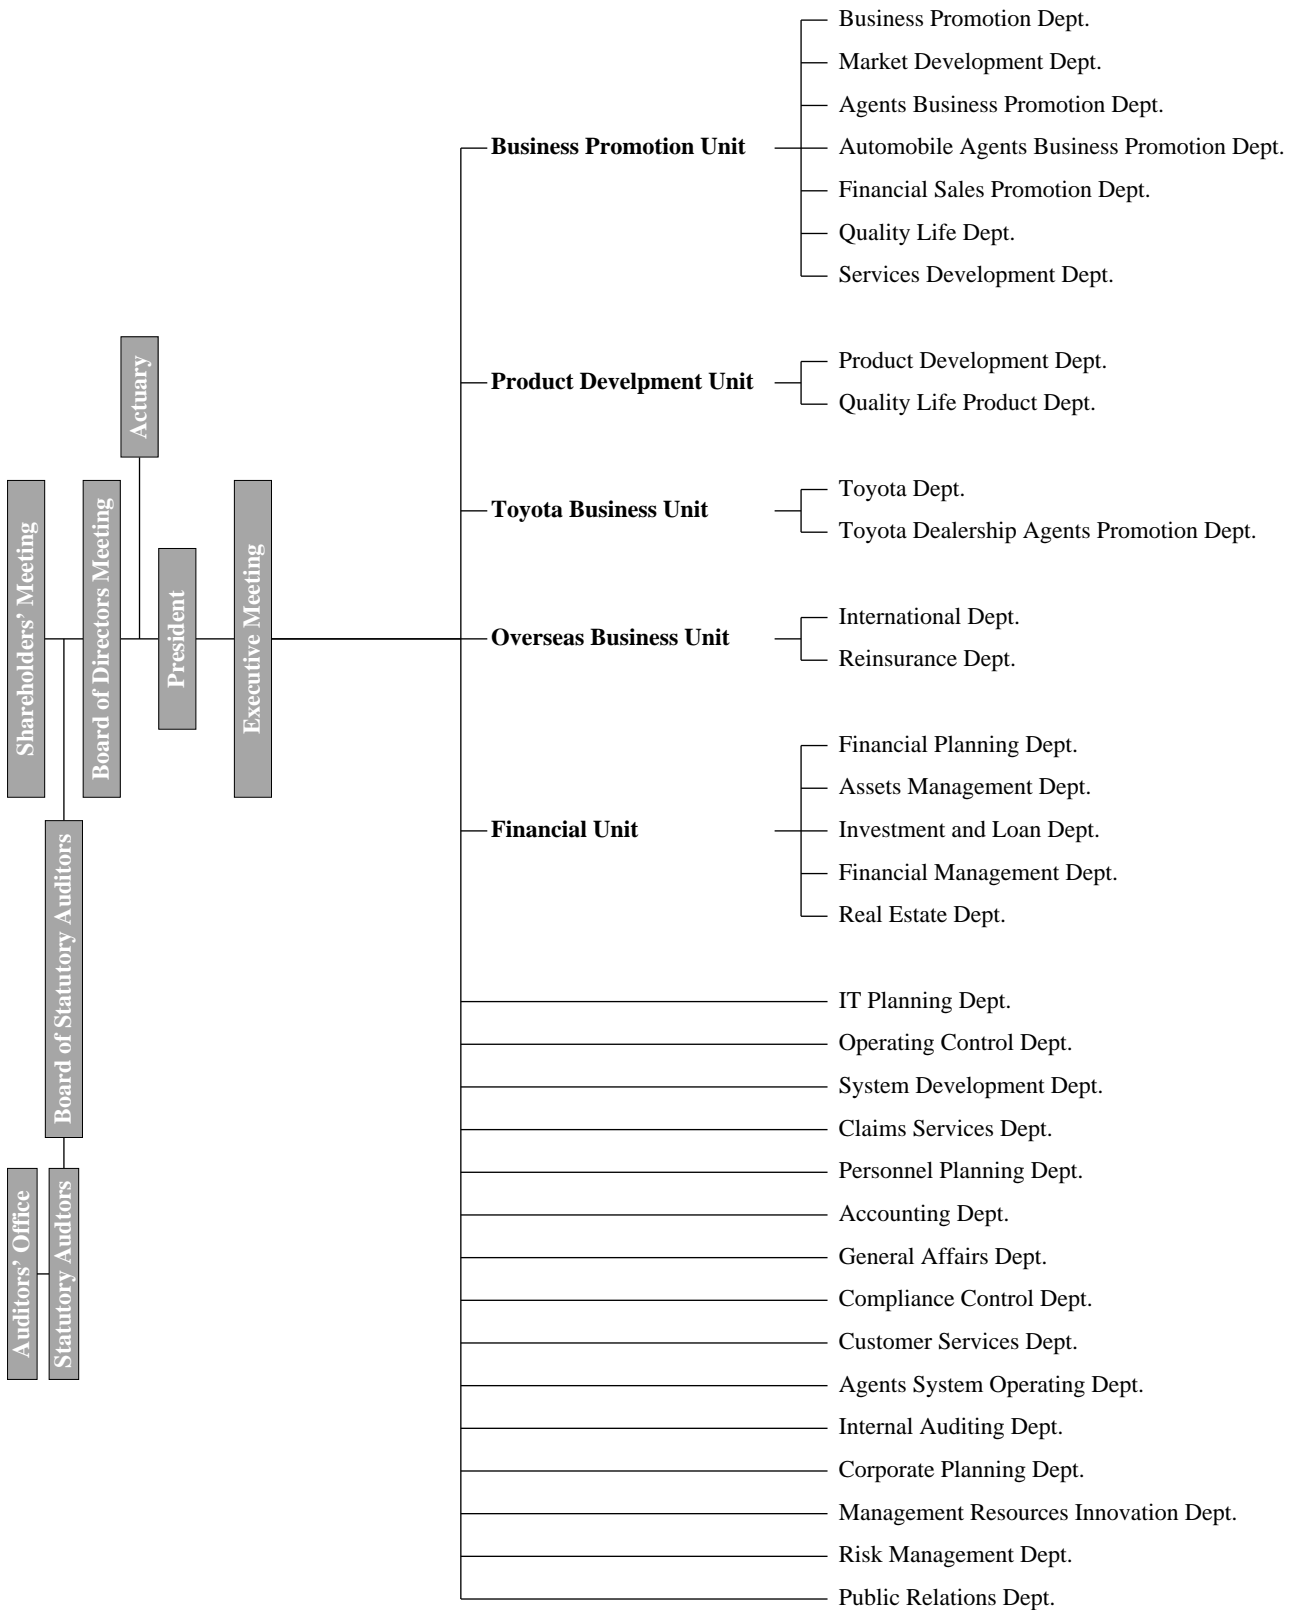 Shareholders’ Meeting
Board of Directors Meeting
Actuary
President
Executive Meeting
Board of Statutory Auditors
Auditors’ Office
Statutory Audtors
Business Promotion Unit
Business Promotion Dept.
Market Development Dept.
Agents Business Promotion Dept.
Automobile Agents Business Promotion Dept.
Financial Sales Promotion Dept.
Quality Life Dept.
Services Development Dept.
Product Develpment Unit
Product Development Dept.
Quality Life Product Dept.
Toyota Business Unit
Toyota Dept.
Toyota Dealership Agents Promotion Dept.
Overseas Business Unit
International Dept.
Reinsurance Dept.
Financial Unit
Financial Planning Dept.
Assets Management Dept.
Investment and Loan Dept.
Financial Management Dept.
Real Estate Dept.
IT Planning Dept.
Operating Control Dept.
System Development Dept.
Claims Services Dept.
Personnel Planning Dept.
Accounting Dept.
General Affairs Dept.
Compliance Control Dept.
Customer Services Dept.
Agents System Operating Dept.
Internal Auditing Dept.
Corporate Planning Dept.
Management Resources Innovation Dept.
Risk Management Dept.
Public Relations Dept.